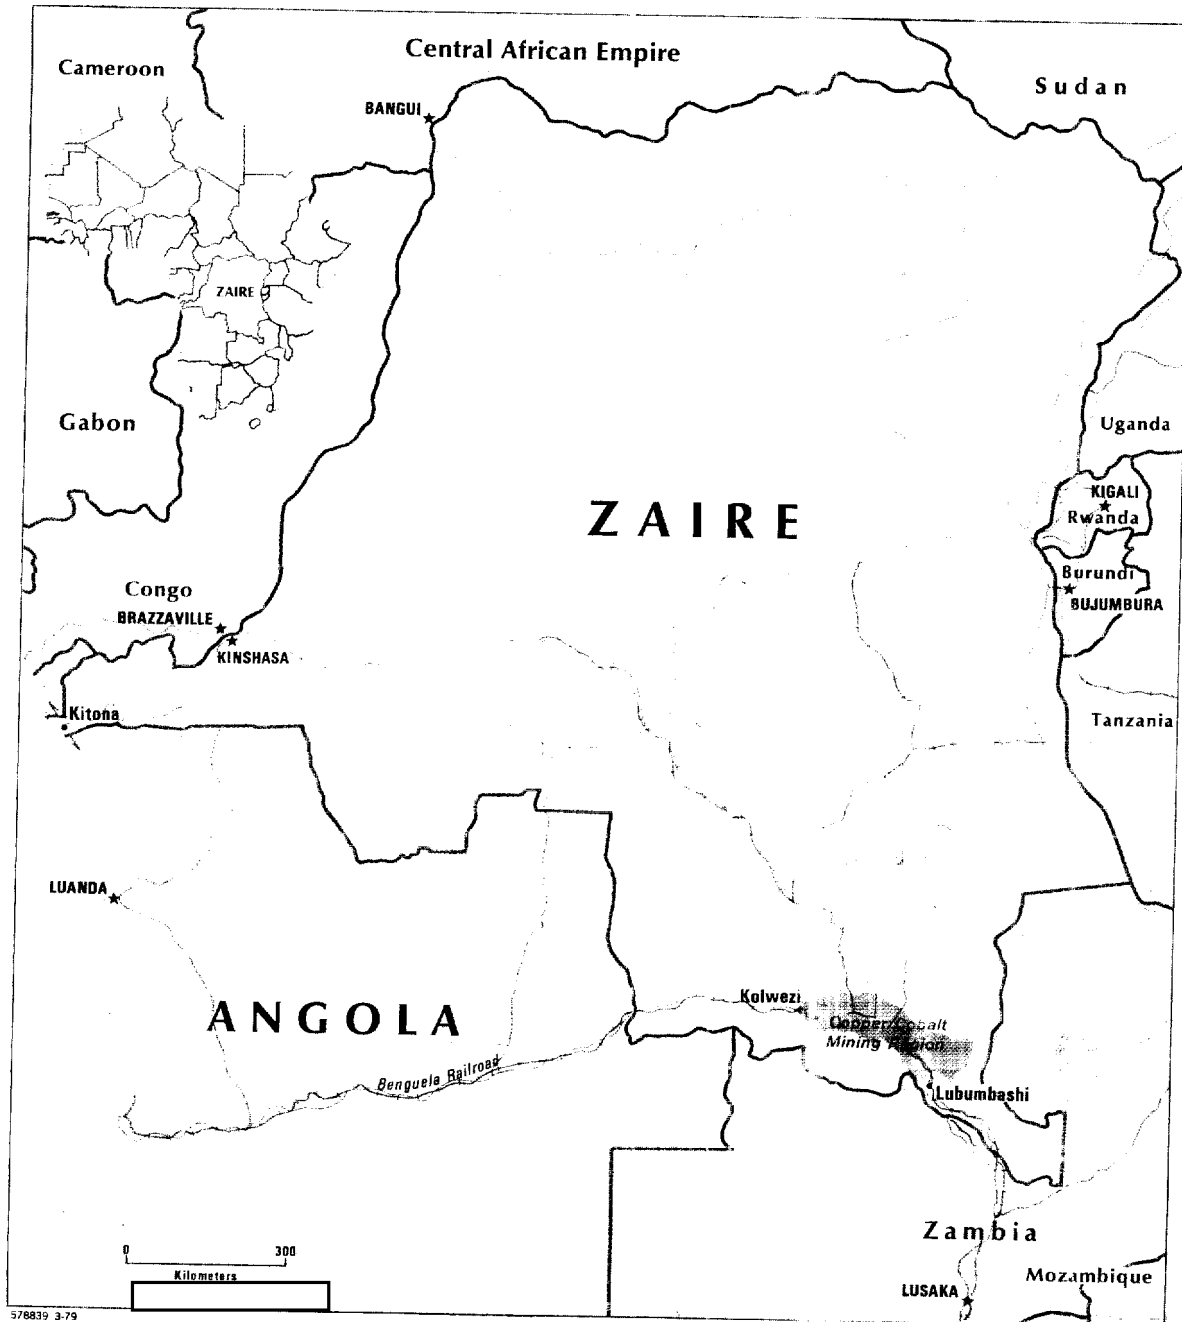 Central African Empire
Cameroon
Sudan
BANGUI
ZAIRE
Gabon
Uganda
KIGALI
Rwanda
ZAIRE
Burundi
BUJUMBURA
Congo
BRAZZAVILLE
KINSHASA
Kitona
Tanzania
LUANDA
Kolwezi
ANGOLA
Copper/Cobalt
Mining Region
Benguela Railroad
Lubumbashi
Zambia
0 300
Kilometers
Mozambique
LUSAKA
578839 3-79